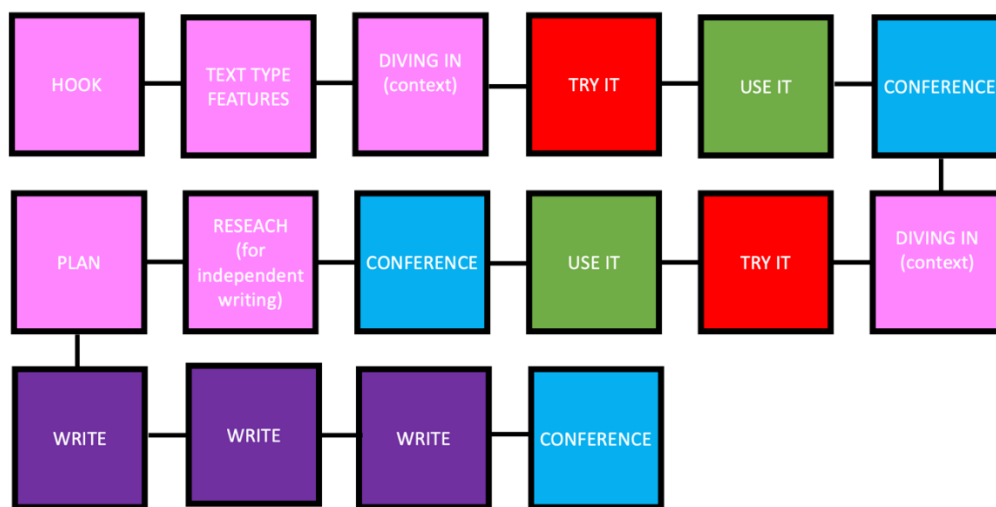 HOOK
TEXT TYPE
FEATURES
DIVING IN
(context)
TRY IT
USE IT
CONFERENCE
PLAN
RESEACH
(for
independent
writing)
CONFERENCE
USE IT
TRY IT
DIVING IN
(context)
WRITE
WRITE
WRITE
CONFERENCE